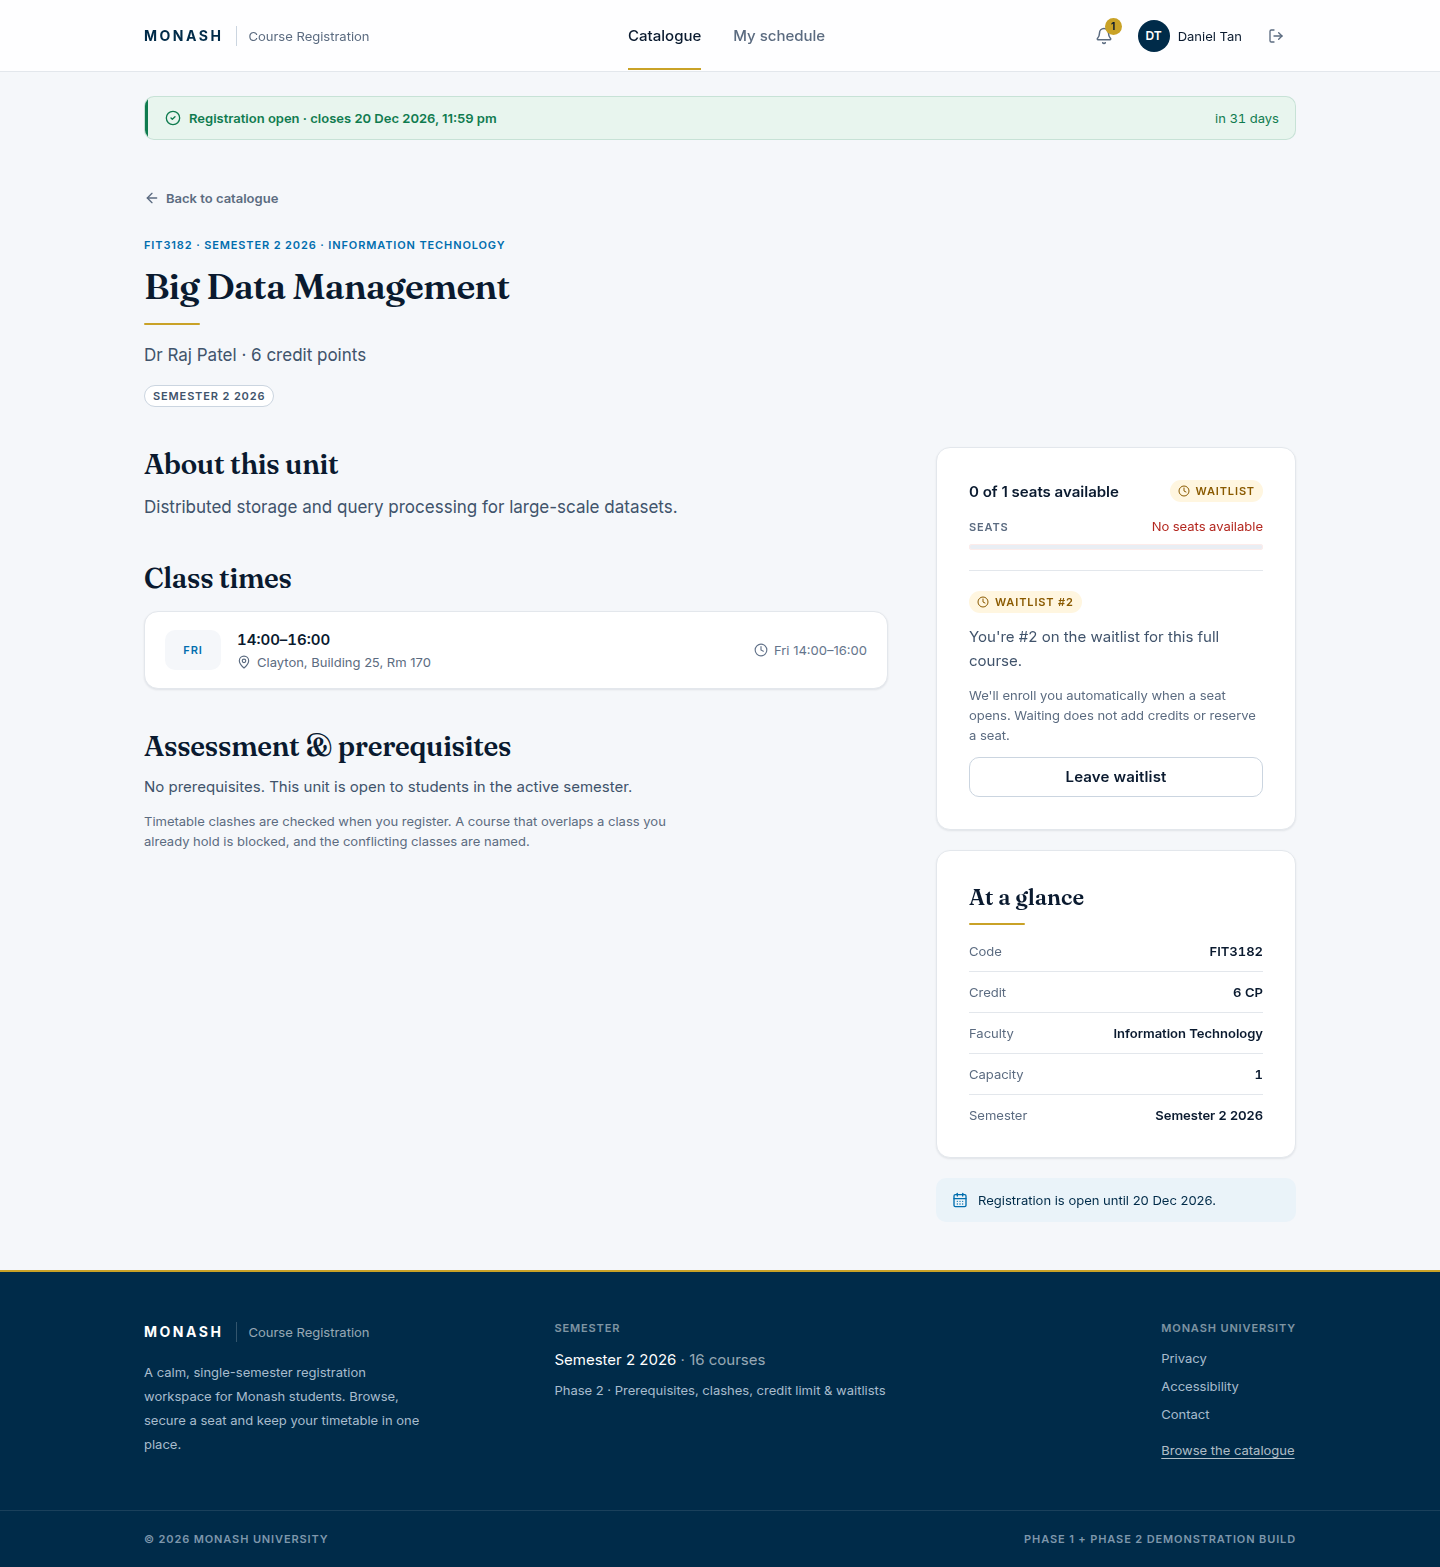 MONASH
Course Registration
Catalogue
My schedule
1
DT
Daniel Tan
Registration open · closes 20 Dec 2026, 11:59 pm
in 31 days
Back to catalogue
FIT3182 · SEMESTER 2 2026 · INFORMATION TECHNOLOGY
Big Data Management
Dr Raj Patel · 6 credit points
SEMESTER 2 2026
About this unit
Distributed storage and query processing for large-scale datasets.
Class times
FRI
14:00–16:00
Clayton, Building 25, Rm 170
Fri 14:00–16:00
Assessment & prerequisites
No prerequisites. This unit is open to students in the active semester.
Timetable clashes are checked when you register. A course that overlaps a class you
already hold is blocked, and the conflicting classes are named.
0 of 1 seats available
WAITLIST
SEATS
No seats available
WAITLIST #2
You're #2 on the waitlist for this full
course.
We'll enroll you automatically when a seat
opens. Waiting does not add credits or reserve
a seat.
Leave waitlist
At a glance
Code
FIT3182
Credit
6 CP
Faculty
Information Technology
Capacity
1
Semester
Semester 2 2026
Registration is open until 20 Dec 2026.
MONASH
Course Registration
A calm, single-semester registration
workspace for Monash students. Browse,
secure a seat and keep your timetable in one
place.
SEMESTER
Semester 2 2026 · 16 courses
Phase 2 · Prerequisites, clashes, credit limit & waitlists
MONASH UNIVERSITY
Privacy
Accessibility
Contact
Browse the catalogue
© 2026 MONASH UNIVERSITY
PHASE 1 + PHASE 2 DEMONSTRATION BUILD